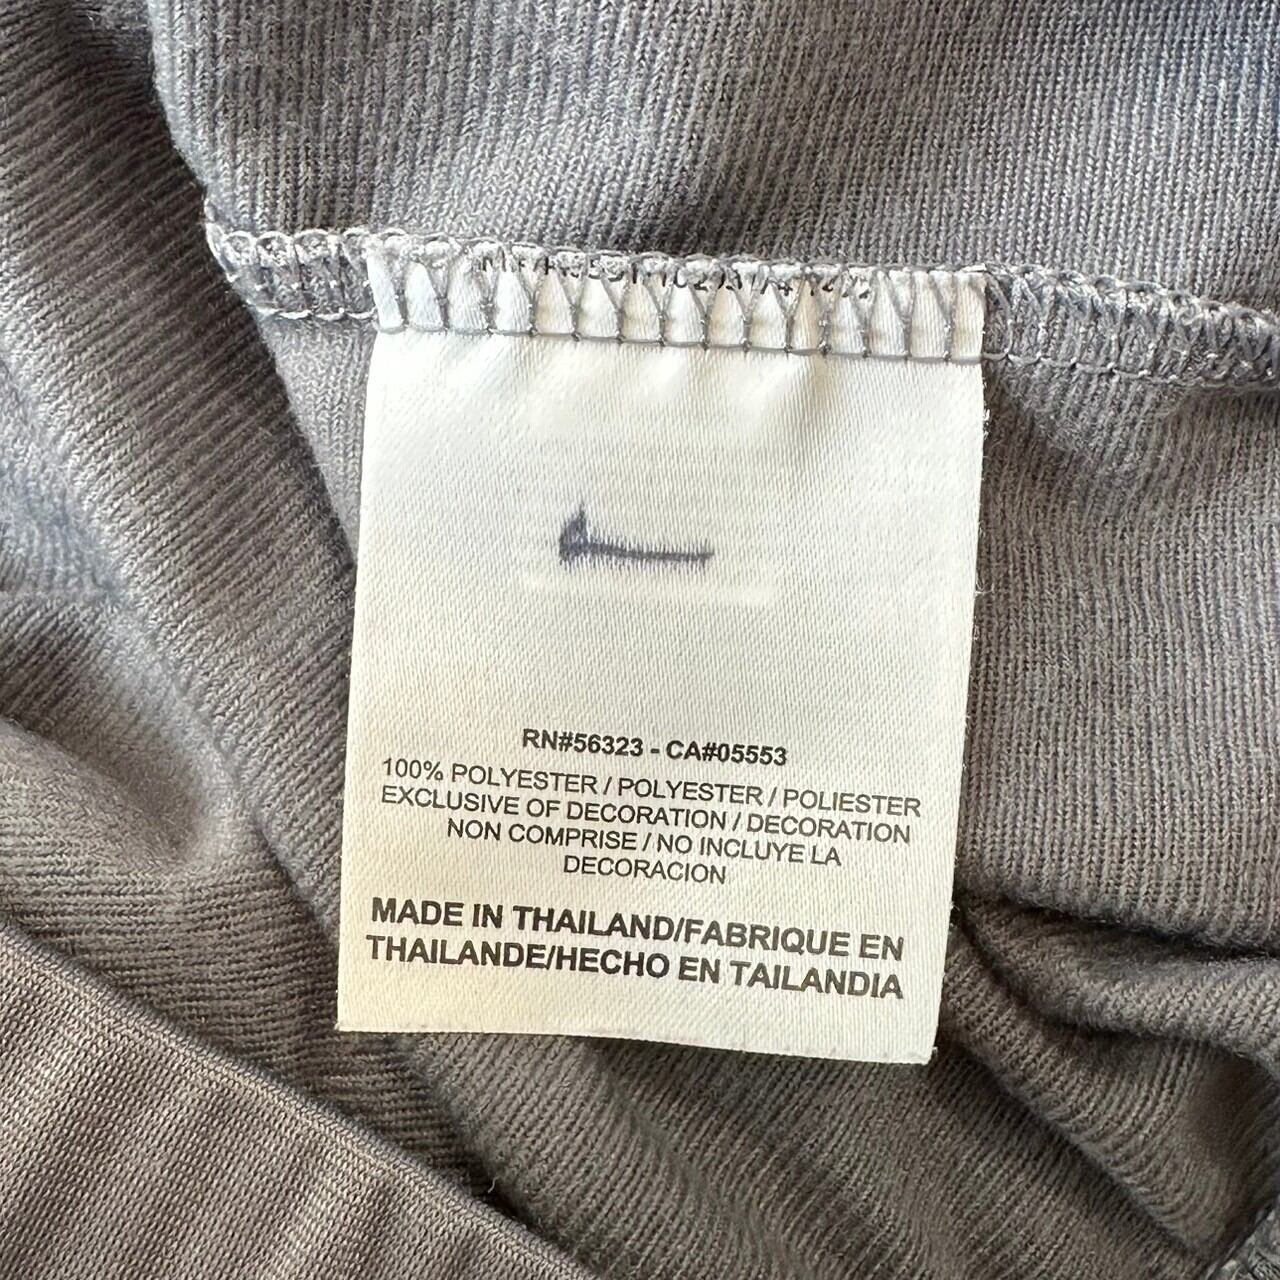 RN#56323 - CA#05553
100% POLYESTER / POLYESTER / POLIESTER
EXCLUSIVE OF DECORATION / DECORATION
NON COMPRISE / NO INCLUYE LA
DECORACION
MADE IN THAILAND/FABRIQUE EN
THAILANDE/HECHO EN TAILANDIA